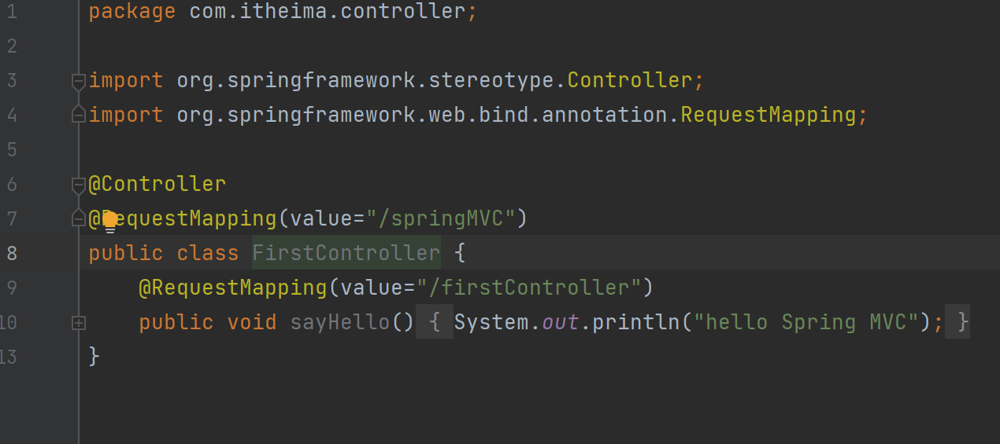 1 package com.itheima.controller;
2
3 import org.springframework.stereotype.Controller;
4 import org.springframework.web.bind.annotation.RequestMapping;
5
6 @Controller
7 @RequestMapping(value="/springMVC")
8 public class FirstController {
9 @RequestMapping(value="/firstController")
10 public void sayHello() { System.out.println("hello Spring MVC"); }
13 }